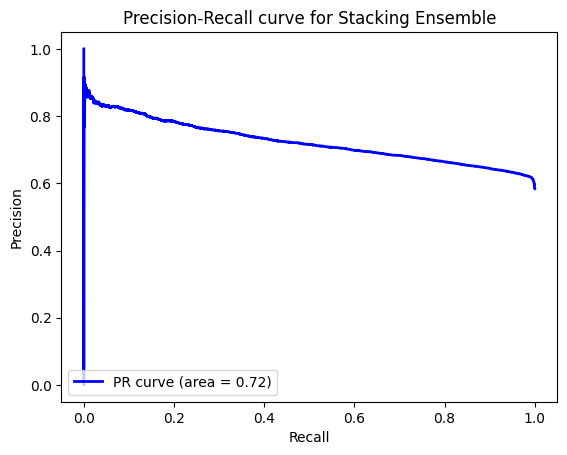 Precision-Recall curve for Stacking Ensemble
1.0
0.8
0.6
0.4
0.2
0.0
Precision
PR curve (area = 0.72)
0.0 0.2 0.4 0.6 0.8 1.0
Recall